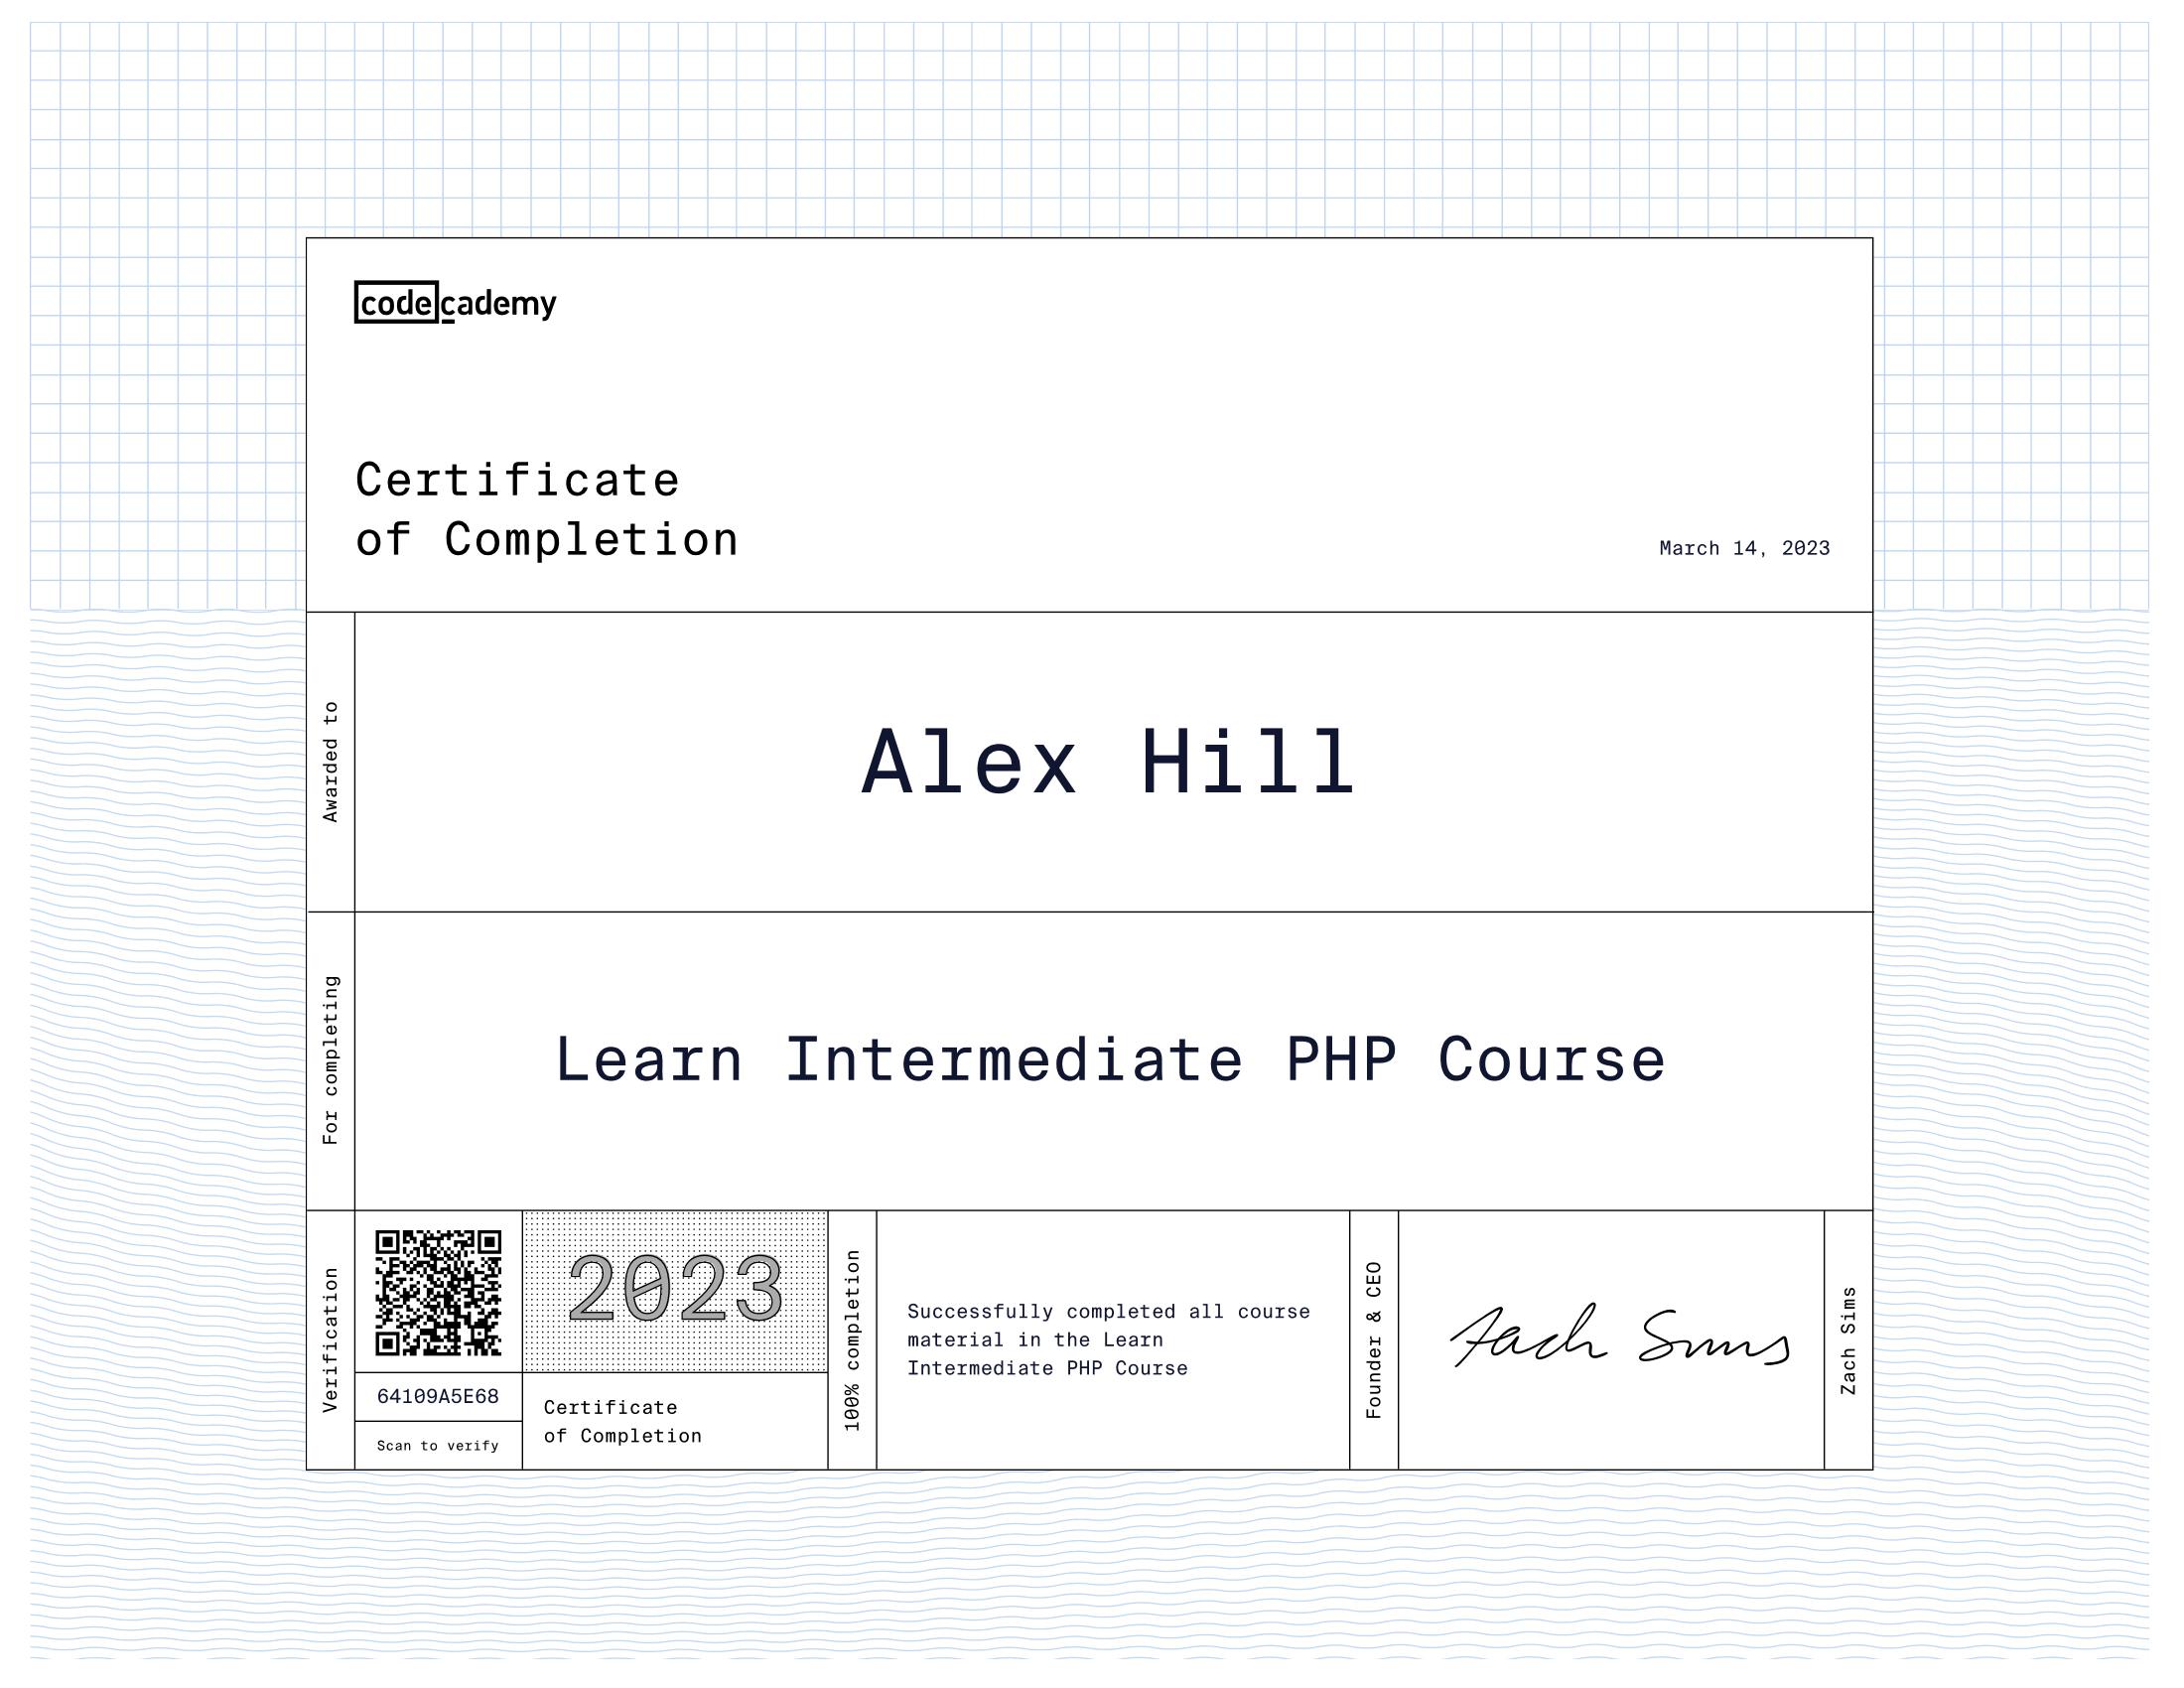 codecademy
Certificate
of Completion
March 14, 2023
Awarded to
Alex Hill
For completing
Learn Intermediate PHP Course
Verification
64109A5E68
Scan to verify
2023
Certificate
of Completion
100% completion
Successfully completed all course
material in the Learn
Intermediate PHP Course
Founder & CEO
Zach Sims
Zach Sims